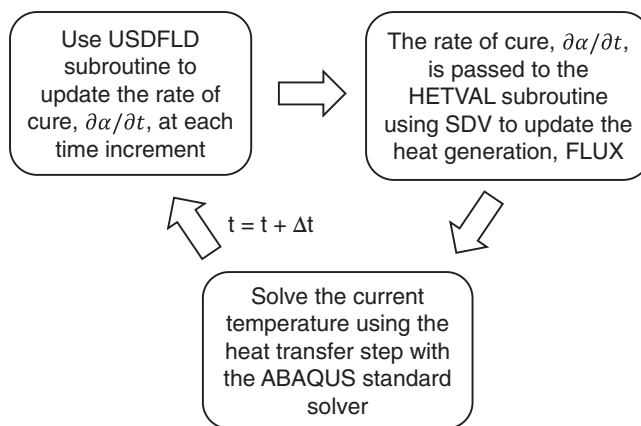 Use USDFLD
subroutine to
update the rate of
cure, ∂α/∂t, at each
time increment
The rate of cure, ∂α/∂t,
is passed to the
HETVAL subroutine
using SDV to update the
heat generation, FLUX
t = t + Δt
Solve the current
temperature using the
heat transfer step with
the ABAQUS standard
solver